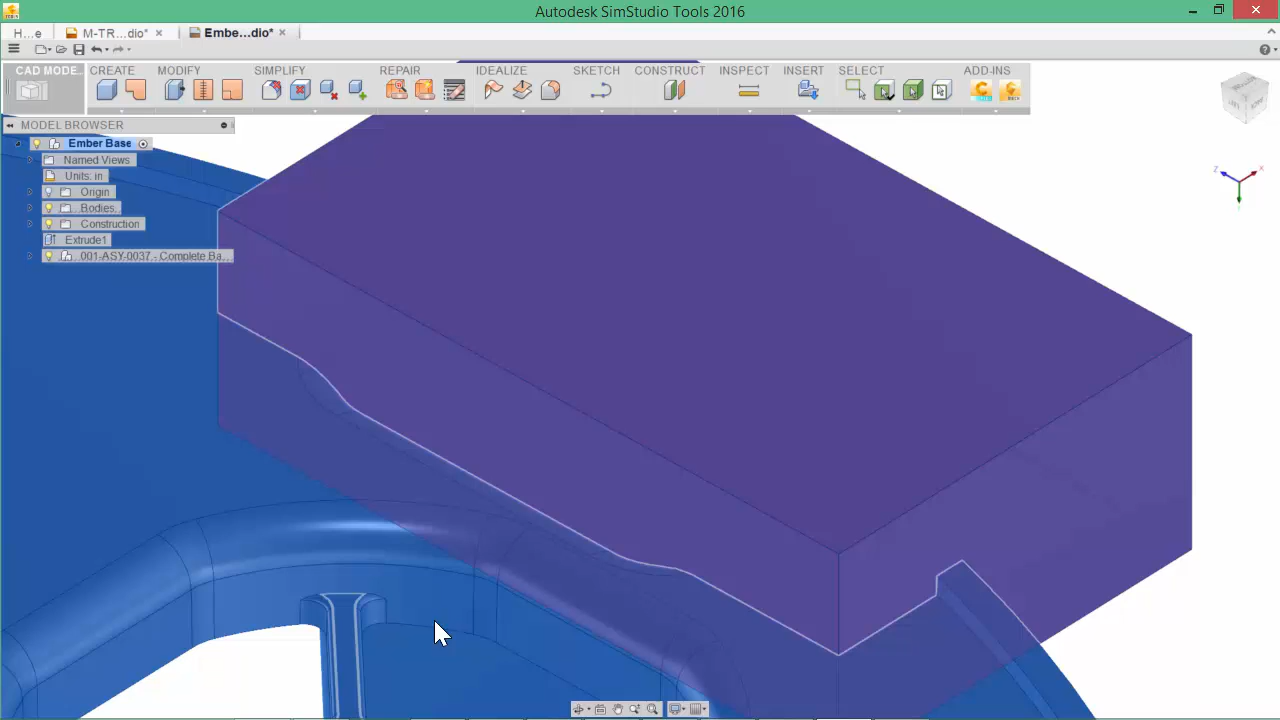 Autodesk SimStudio Tools 2016
H...e
M-TR...dio*
Embe...dio*
CAD MODE...
CREATE
MODIFY
SIMPLIFY
REPAIR
IDEALIZE
SKETCH
CONSTRUCT
INSPECT
INSERT
SELECT
ADD-INS
MODEL BROWSER
Ember Base
Named Views
Units: in
Origin
Bodies
Construction
Extrude1
001-ASY-0037 - Complete Ba...
Z
X